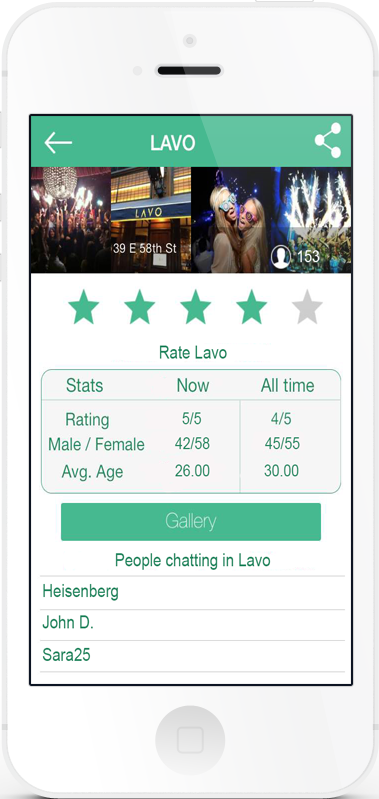 LAVO
LAVO
39 E 58th St
153
Rate Lavo
Stats Now All time
Rating 5/5 4/5
Male / Female 42/58 45/55
Avg. Age 26.00 30.00
Gallery
People chatting in Lavo
Heisenberg
John D.
Sara25